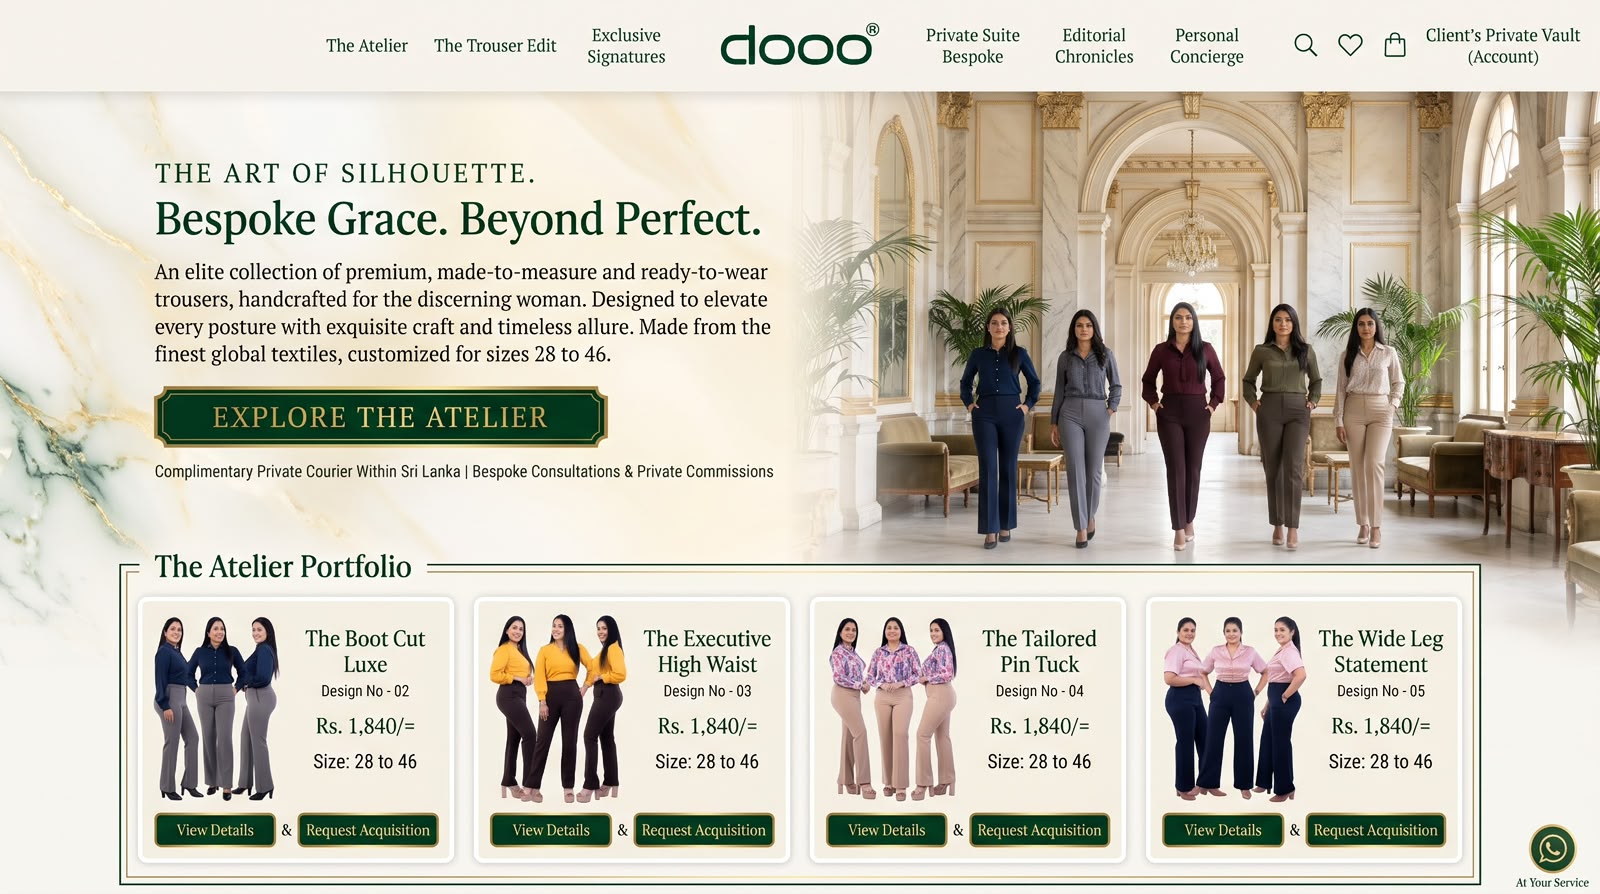 The Atelier
The Trouser Edit
Exclusive
Signatures
dooo®
Private Suite
Bespoke
Editorial
Chronicles
Personal
Concierge
Client’s Private Vault
(Account)
THE ART OF SILHOUETTE.
Bespoke Grace. Beyond Perfect.
An elite collection of premium, made-to-measure and ready-to-wear
trousers, handcrafted for the discerning woman. Designed to elevate
every posture with exquisite craft and timeless allure. Made from the
finest global textiles, customized for sizes 28 to 46.
EXPLORE THE ATELIER
Complimentary Private Courier Within Sri Lanka | Bespoke Consultations & Private Commissions
The Atelier Portfolio
The Boot Cut
Luxe
Design No - 02
Rs. 1,840/=
Size: 28 to 46
View Details & Request Acquisition
The Executive
High Waist
Design No - 03
Rs. 1,840/=
Size: 28 to 46
View Details & Request Acquisition
The Tailored
Pin Tuck
Design No - 04
Rs. 1,840/=
Size: 28 to 46
View Details & Request Acquisition
The Wide Leg
Statement
Design No - 05
Rs. 1,840/=
Size: 28 to 46
View Details & Request Acquisition
At Your Service